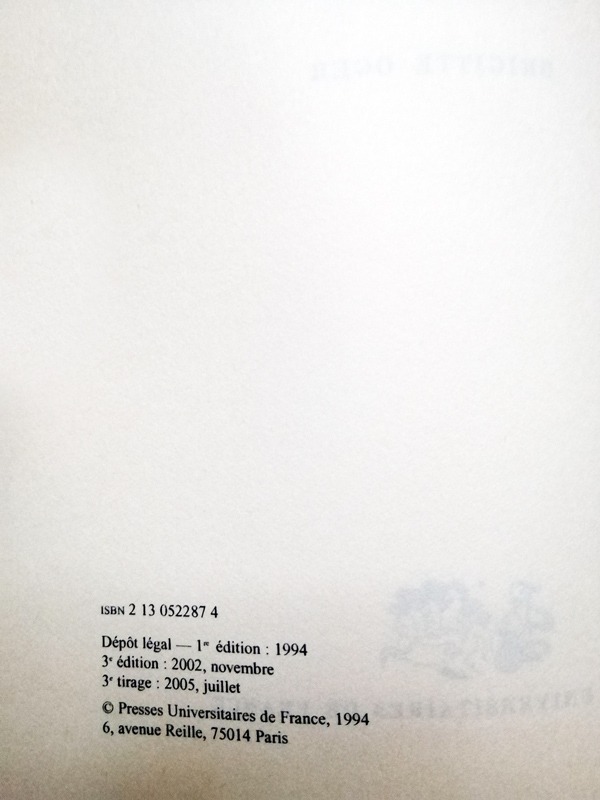 ISBN 2 13 052287 4
Dépôt légal — 1re édition : 1994
3e édition : 2002, novembre
3e tirage : 2005, juillet
© Presses Universitaires de France, 1994
6, avenue Reille, 75014 Paris